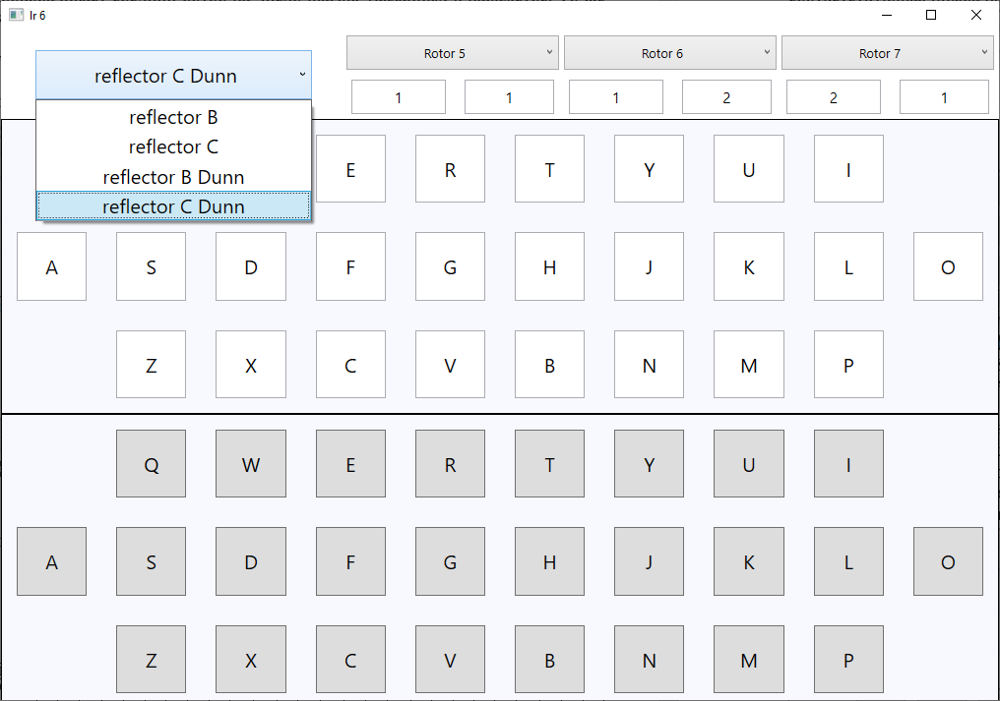 Ir 6
reflector C Dunn
Rotor 5 Rotor 6 Rotor 7
1 1 1 2 2 1
reflector B
reflector C
reflector B Dunn
reflector C Dunn
E R T Y U I
A S D F G H J K L O
Z X C V B N M P
Q W E R T Y U I
A S D F G H J K L O
Z X C V B N M P